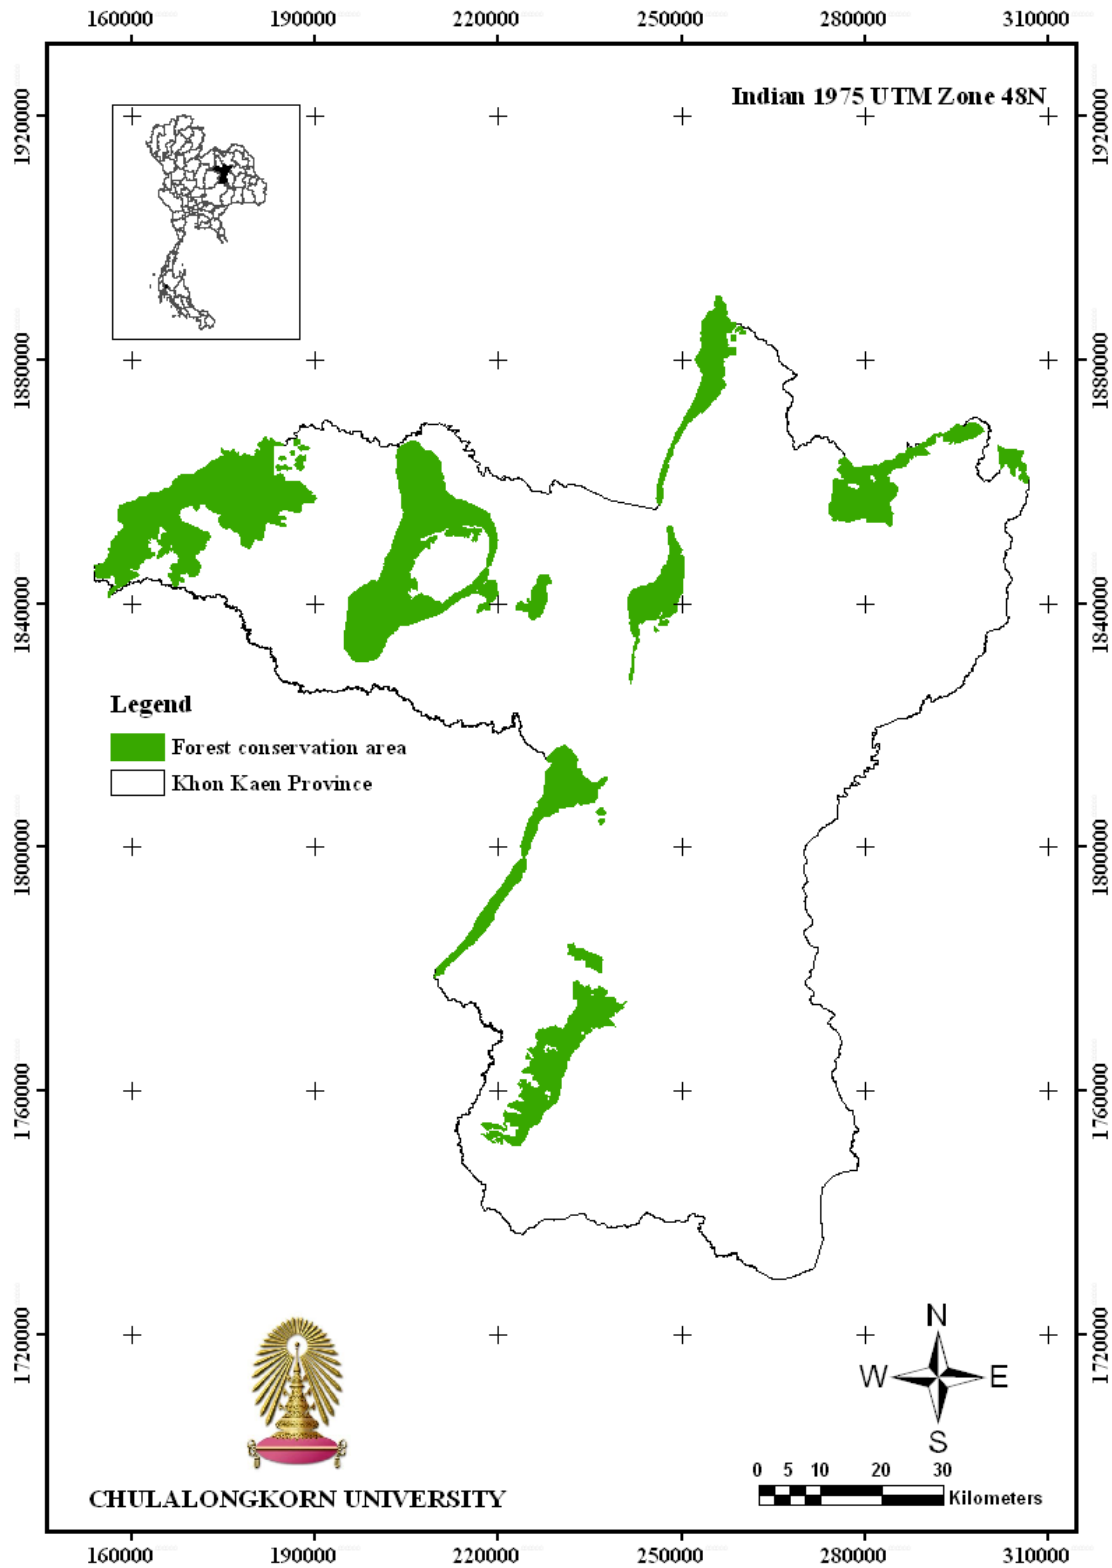 160000 190000 220000 250000 280000 310000
Indian 1975 UTM Zone 48N
1920000 1920000
1880000 1880000
1840000 1840000
Legend
Forest conservation area
Khon Kaen Province
1800000 1800000
1760000 1760000
1720000 1720000
N
W E
S
0 5 10 20 30
Kilometers
CHULALONGKORN UNIVERSITY
160000 190000 220000 250000 280000 310000